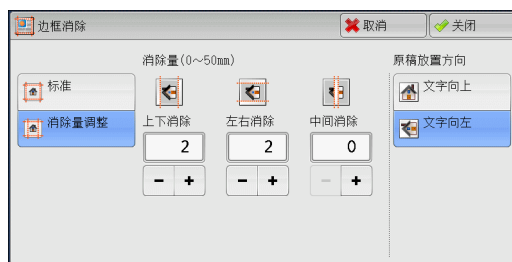 边框消除
取消
关闭
消除量(0～50mm)
原稿放置方向
标准
消除量调整
上下消除
左右消除
中间消除
文字向上
文字向左
2
2
0
- +
- +
- +